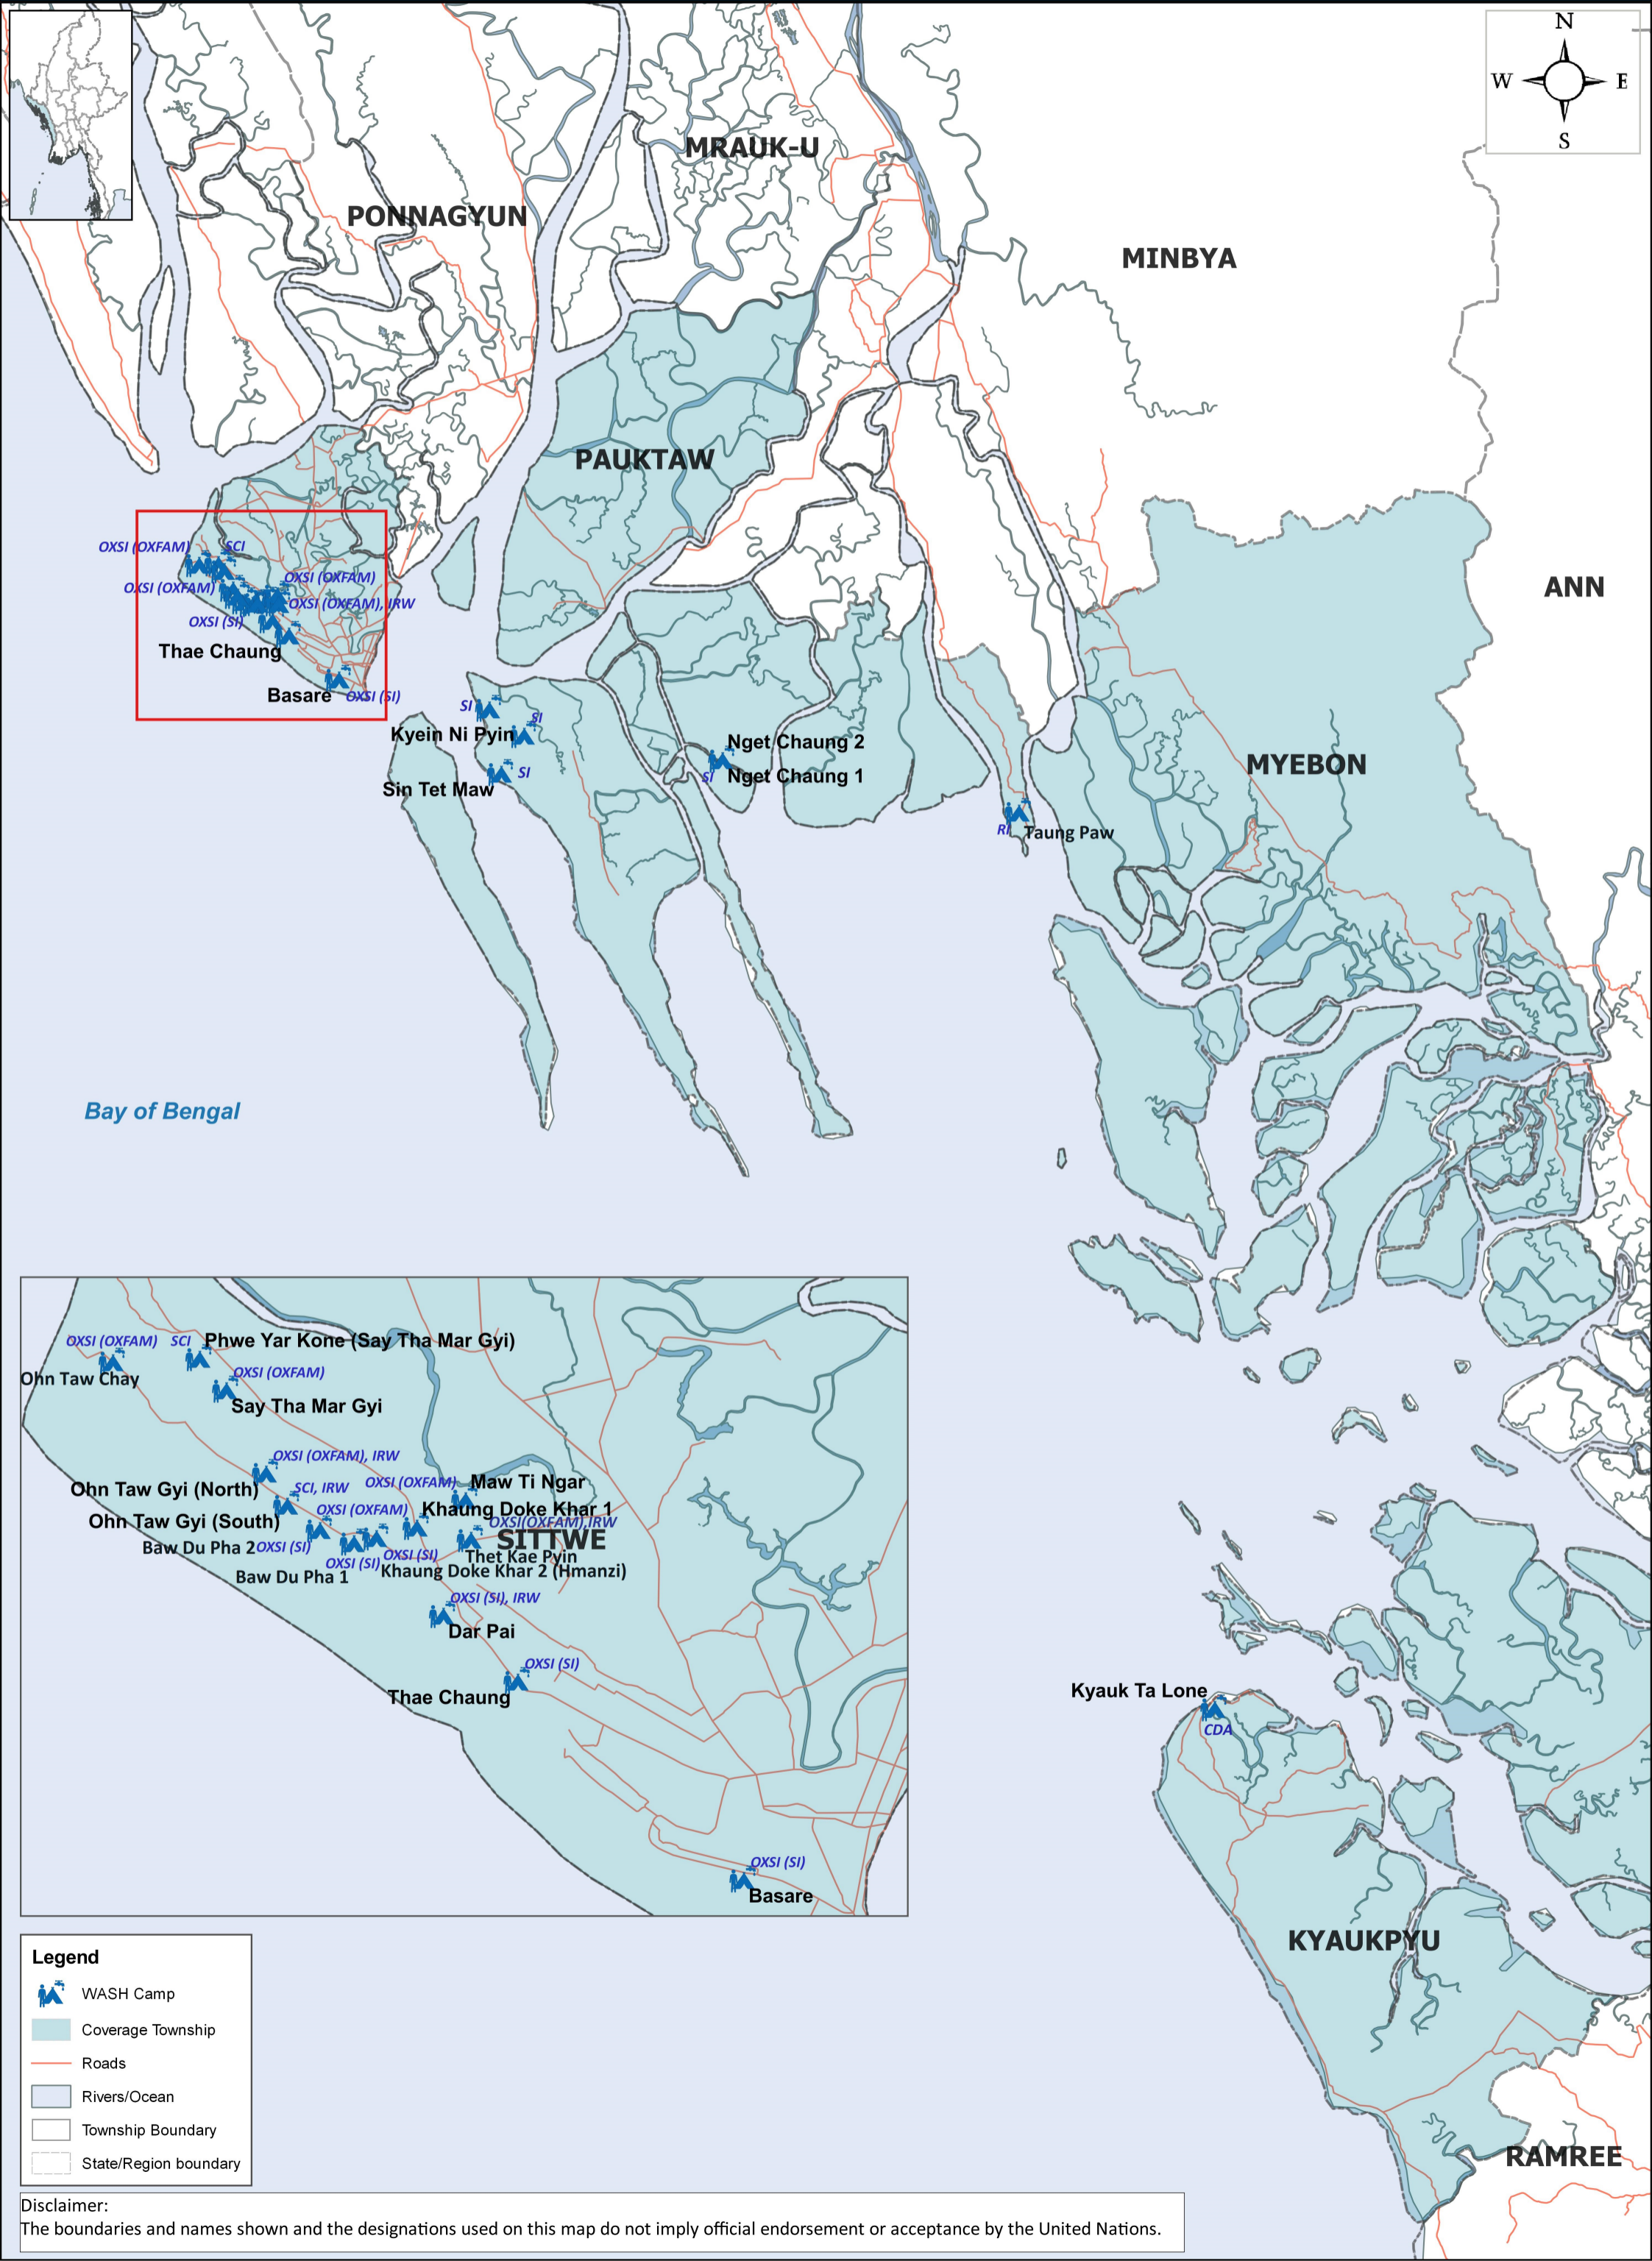 N
W E
S
MRAUK-U
PONNAGYUN
MINBYA
PAUKTAW
OXSI (OXFAM)
SCI
OXSI (OXFAM)
OXSI (OXFAM)
OXSI (OXFAM), IRW
OXSI (SI)
Thae Chaung
Basare
OXSI (SI)
ANN
SI
SI
Kyein Ni Pyin
SI
Sin Tet Maw
Nget Chaung 2
SI
Nget Chaung 1
MYEBON
RI
Taung Paw
Bay of Bengal
OXSI (OXFAM)
SCI
Phwe Yar Kone (Say Tha Mar Gyi)
Ohn Taw Chay
OXSI (OXFAM)
Say Tha Mar Gyi
OXSI (OXFAM), IRW
Ohn Taw Gyi (North)
SCI, IRW
OXSI (OXFAM)
Maw Ti Ngar
Ohn Taw Gyi (South)
OXSI (OXFAM)
Khaung Doke Khar 1
OXSI(OXFAM),IRW
SITTWE
Baw Du Pha 2
OXSI (SI)
OXSI (SI)
OXSI (SI)
Thet Kae Pyin
Baw Du Pha 1
Khaung Doke Khar 2 (Hmanzi)
OXSI (SI), IRW
Dar Pai
OXSI (SI)
Thae Chaung
OXSI (SI)
Basare
Kyauk Ta Lone
CDA
KYAUKPYU
RAMREE
Legend
WASH Camp
Coverage Township
Roads
Rivers/Ocean
Township Boundary
State/Region boundary
Disclaimer:
The boundaries and names shown and the designations used on this map do not imply official endorsement or acceptance by the United Nations.